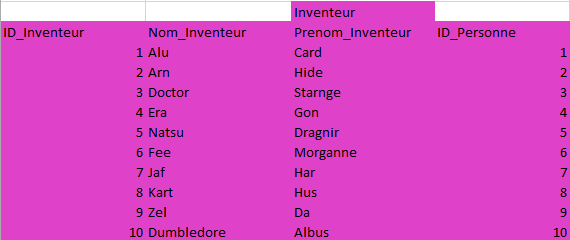 Inventeur
ID_Inventeur Nom_Inventeur Prenom_Inventeur ID_Personne
1 Alu Card 1
2 Arn Hide 2
3 Doctor Starnge 3
4 Era Gon 4
5 Natsu Dragnir 5
6 Fee Morganne 6
7 Jaf Har 7
8 Kart Hus 8
9 Zel Da 9
10 Dumbledore Albus 10